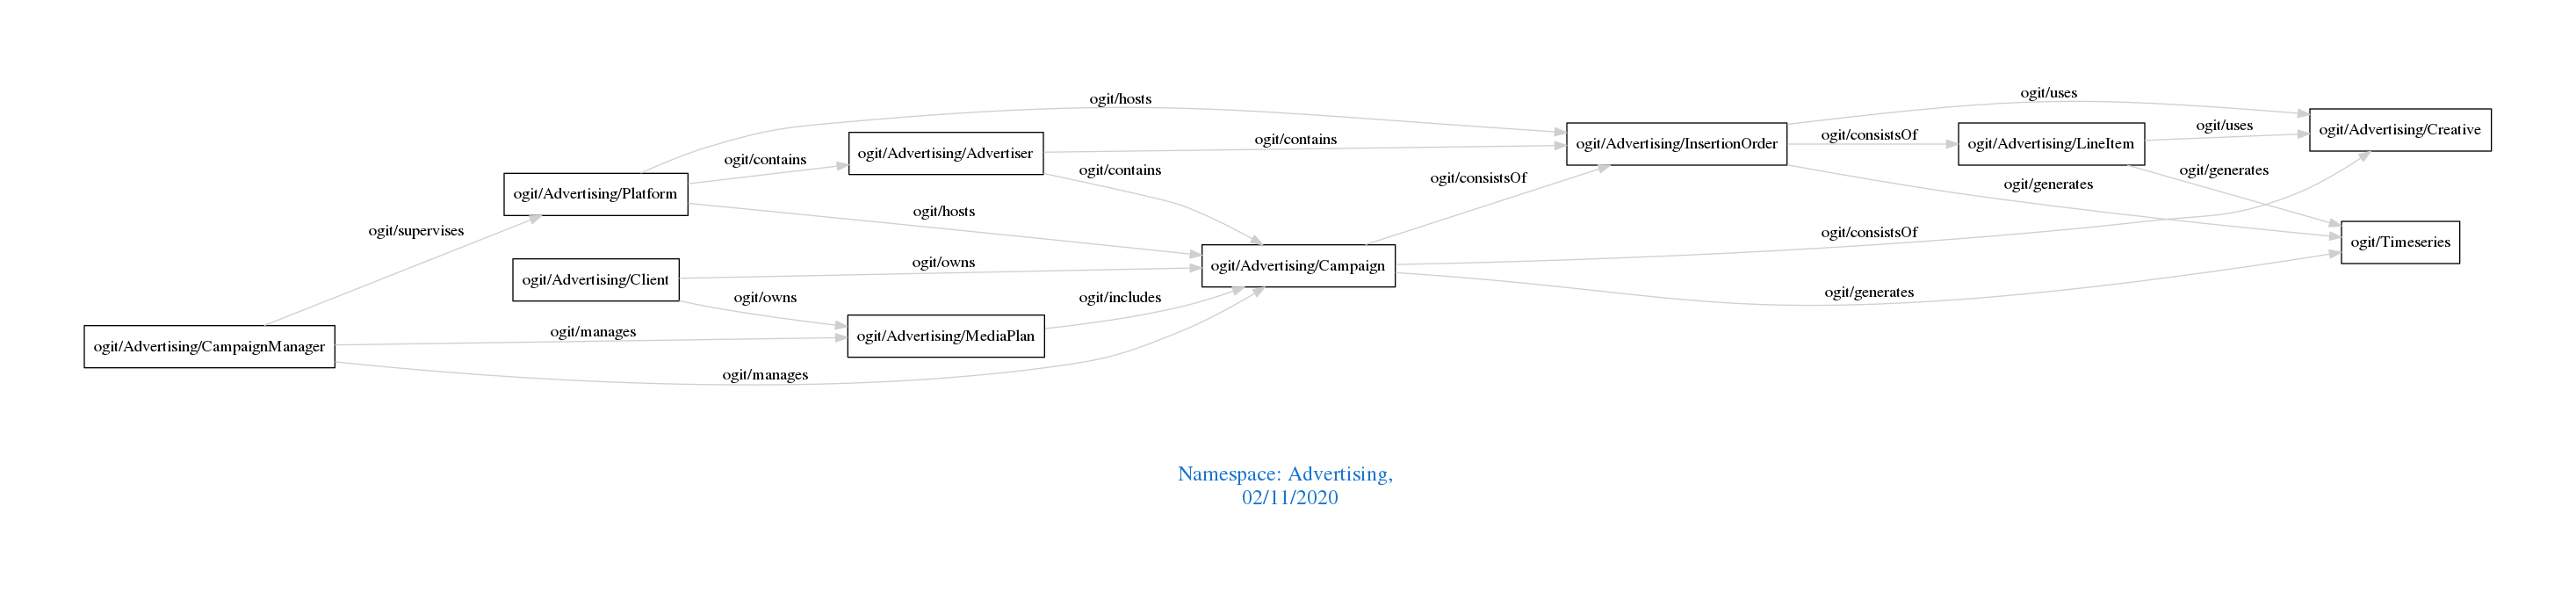 ogit/uses
ogit/hosts
ogit/Advertising/Creative
ogit/uses
ogit/consistsOf
ogit/contains
ogit/Advertising/InsertionOrder
ogit/Advertising/LineItem
ogit/Advertising/Advertiser
ogit/contains
ogit/contains
ogit/generates
ogit/consistsOf
ogit/generates
ogit/Advertising/Platform
ogit/hosts
ogit/supervises
ogit/consistsOf
ogit/Timeseries
ogit/owns
ogit/Advertising/Campaign
ogit/Advertising/Client
ogit/generates
ogit/owns
ogit/includes
ogit/manages
ogit/Advertising/MediaPlan
ogit/Advertising/CampaignManager
ogit/manages
Namespace: Advertising,
02/11/2020